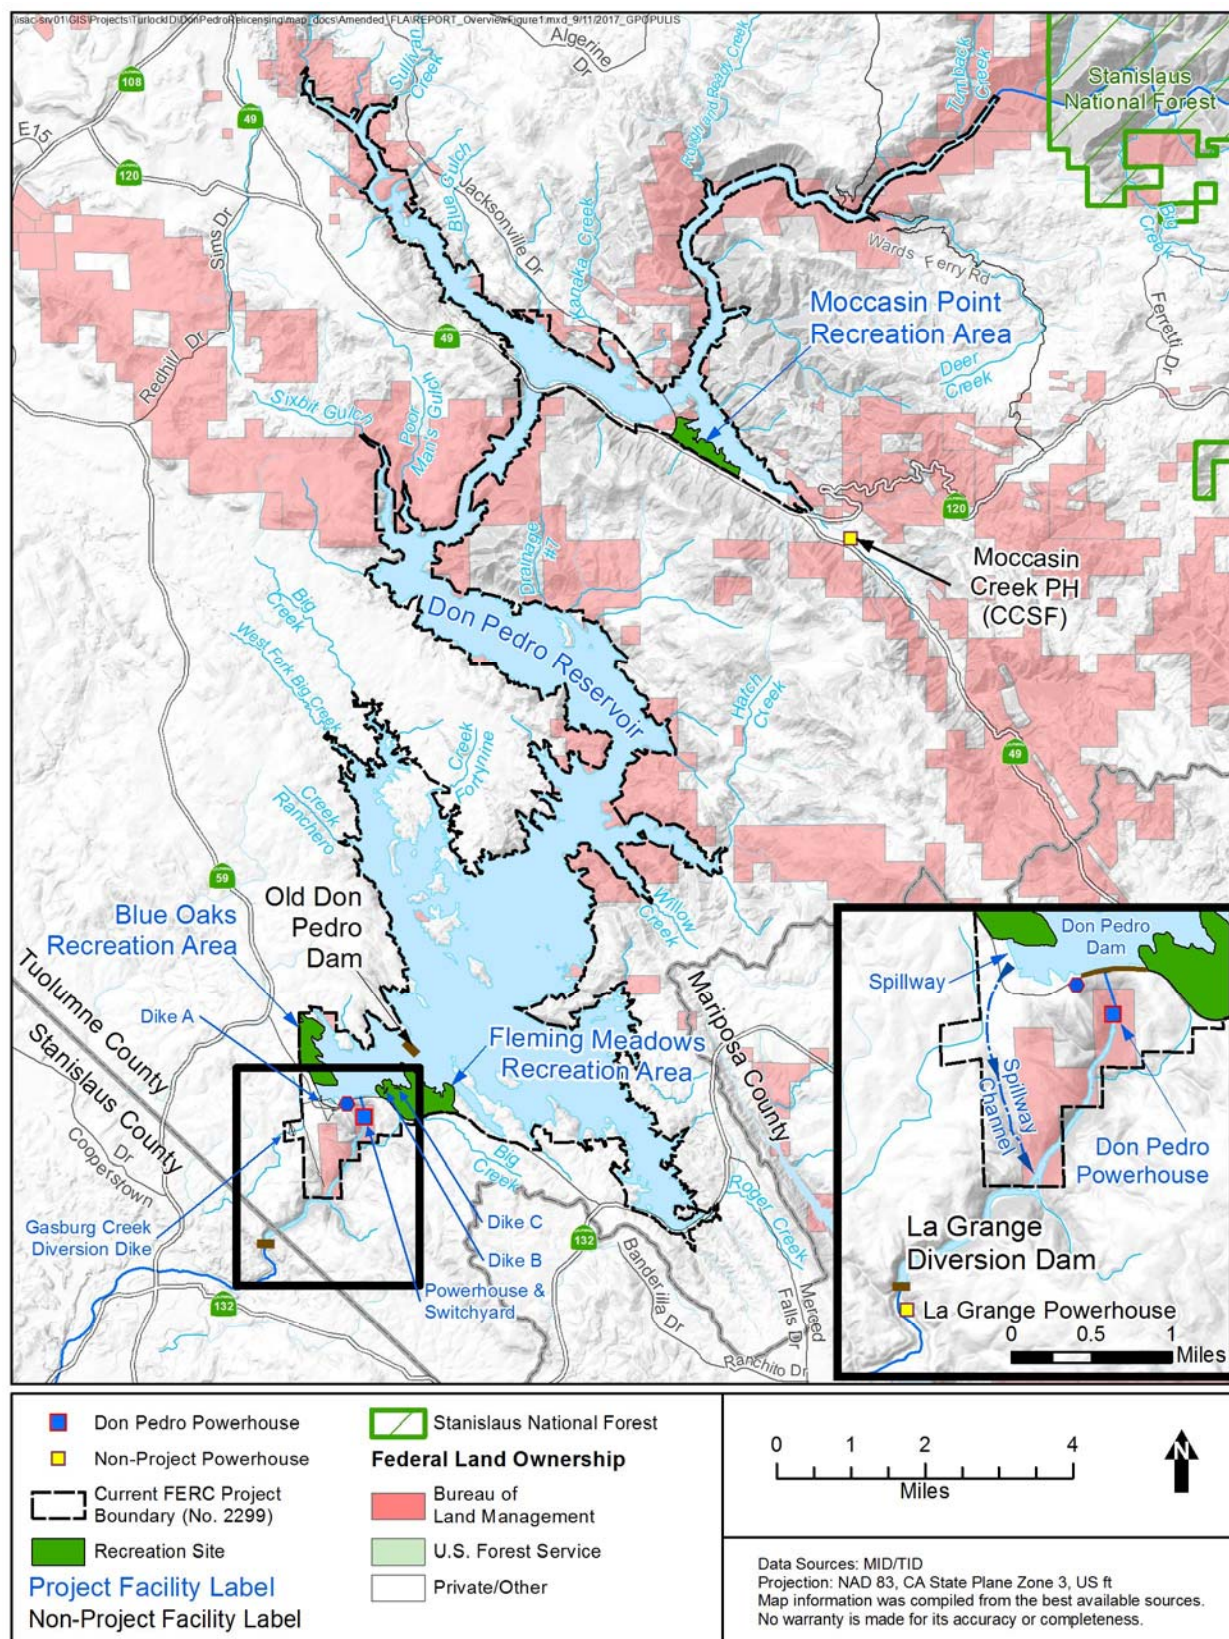 \\sac-srv01\GIS\Projects\TurlockID\DonPedroRelicensing\map_docs\Amended_FLA\REPORT_OverviewFigure1.mxd_9/11/2017_GPOPULIS
Sullivan
Creek
Algerine
Dr
Rough and Ready Creek
Turnback
Creek
Stanislaus
National Forest
108
49
E15
120
Blue Gulch
Jacksonville Dr
Kanaka Creek
Big
Creek
Sims Dr
Wards Ferry Rd
Moccasin Point
Recreation Area
Ferretti Dr
49
Deer
Creek
Redhill Dr
Sixbit Gulch
Poor
Man's Gulch
120
Drainage
#7
Moccasin
Creek PH
(CCSF)
Big
Creek
West Fork Big Creek
Don Pedro Reservoir
Hatch
Creek
49
Creek
Fortynine
Creek
Ranchero
59
Old Don
Pedro
Dam
Blue Oaks
Recreation Area
Willow
Creek
Tuolumne County
Stanislaus County
Dike A
Mariposa County
Fleming Meadows
Recreation Area
Cooperstown
Dr
Big
Creek
Roger Creek
Gasburg Creek
Diversion Dike
Dike C
Dike B
132
Powerhouse &
Switchyard
132
Banderilla Dr
Merced
Falls Dr
Ranchito Dr
Don Pedro
Dam
Spillway
Spillway
Channel
Don Pedro
Powerhouse
La Grange
Diversion Dam
La Grange Powerhouse
0 0.5 1
Miles
Don Pedro Powerhouse
Non-Project Powerhouse
Current FERC Project
Boundary (No. 2299)
Recreation Site
Project Facility Label
Non-Project Facility Label
Stanislaus National Forest
Federal Land Ownership
Bureau of
Land Management
U.S. Forest Service
Private/Other
0 1 2 4
Miles
N
Data Sources: MID/TID
Projection: NAD 83, CA State Plane Zone 3, US ft
Map information was compiled from the best available sources.
No warranty is made for its accuracy or completeness.